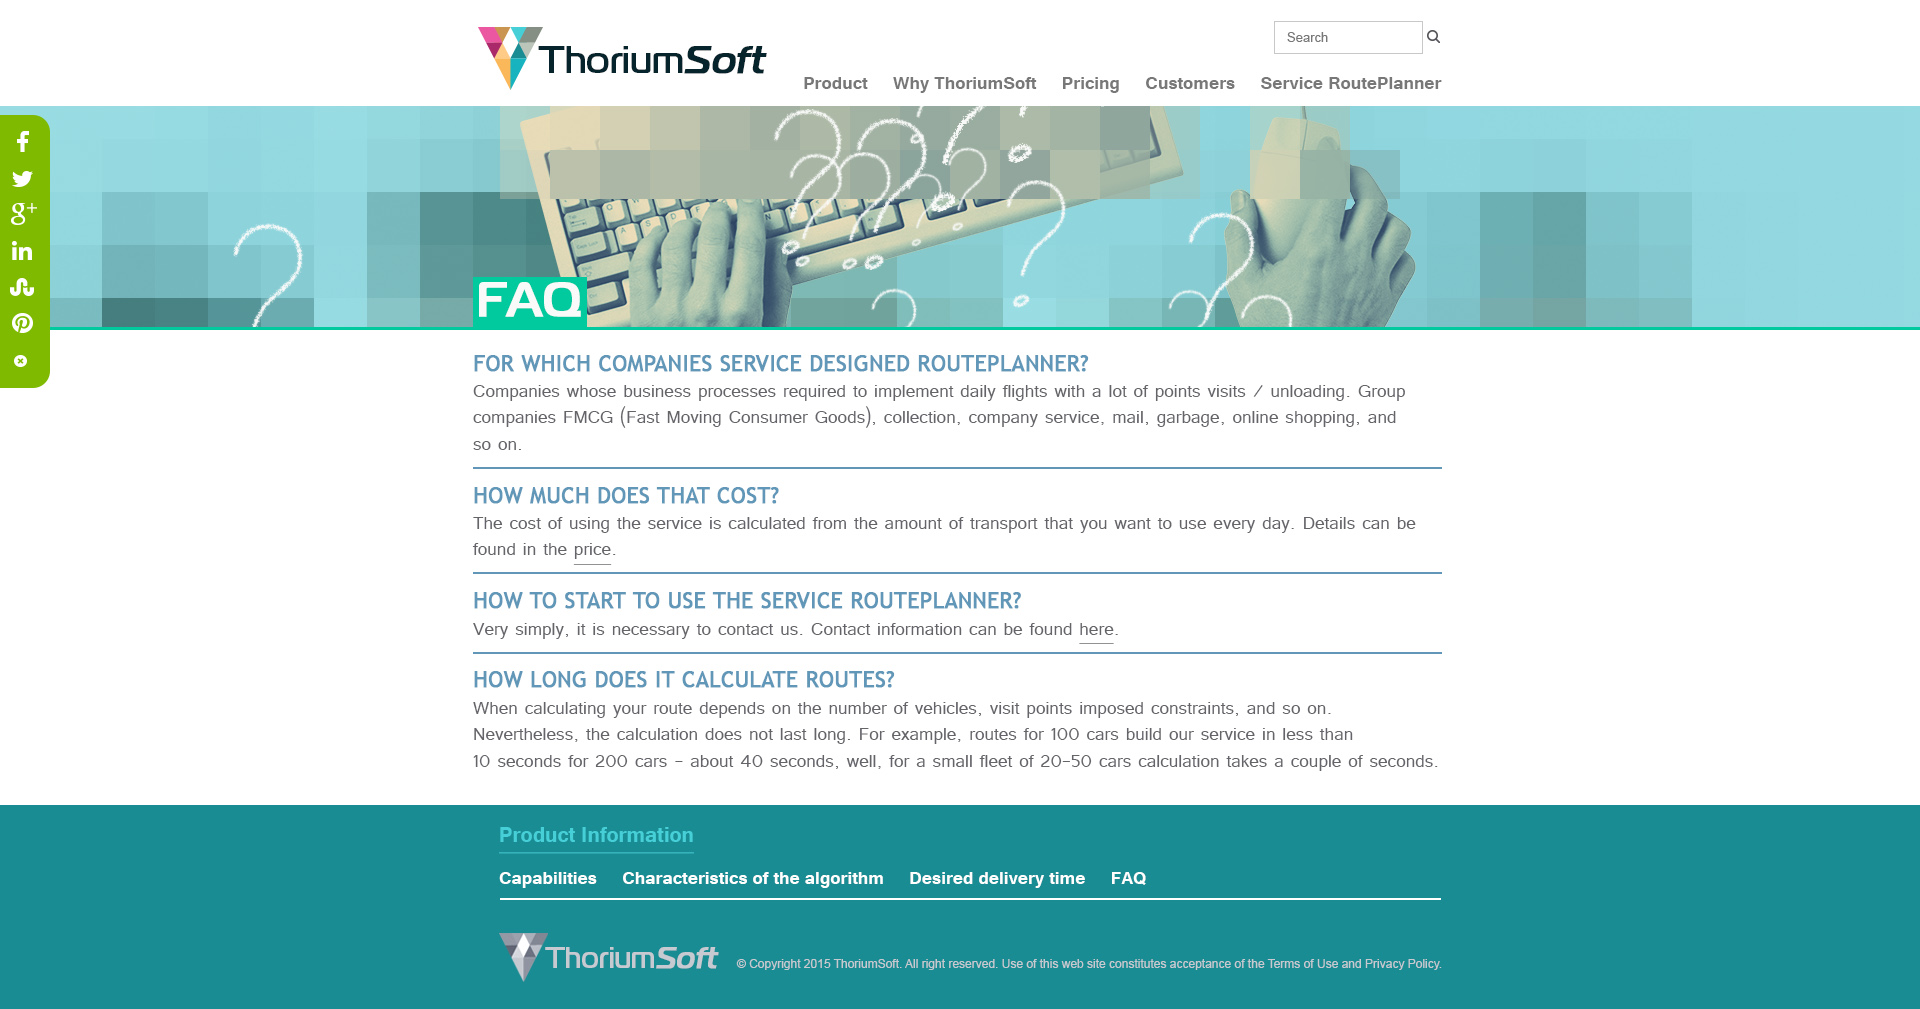 ThoriumSoft
Search
Product Why ThoriumSoft Pricing Customers Service RoutePlanner
FAQ
FOR WHICH COMPANIES SERVICE DESIGNED ROUTEPLANNER?
Companies whose business processes required to implement daily flights with a lot of points visits / unloading. Group
companies FMCG (Fast Moving Consumer Goods), collection, company service, mail, garbage, online shopping, and
so on.
HOW MUCH DOES THAT COST?
The cost of using the service is calculated from the amount of transport that you want to use every day. Details can be
found in the price.
HOW TO START TO USE THE SERVICE ROUTEPLANNER?
Very simply, it is necessary to contact us. Contact information can be found here.
HOW LONG DOES IT CALCULATE ROUTES?
When calculating your route depends on the number of vehicles, visit points imposed constraints, and so on.
Nevertheless, the calculation does not last long. For example, routes for 100 cars build our service in less than
10 seconds for 200 cars – about 40 seconds, well, for a small fleet of 20–50 cars calculation takes a couple of seconds.
Product Information
Capabilities Characteristics of the algorithm Desired delivery time FAQ
ThoriumSoft © Copyright 2015 ThoriumSoft. All right reserved. Use of this web site constitutes acceptance of the Terms of Use and Privacy Policy.